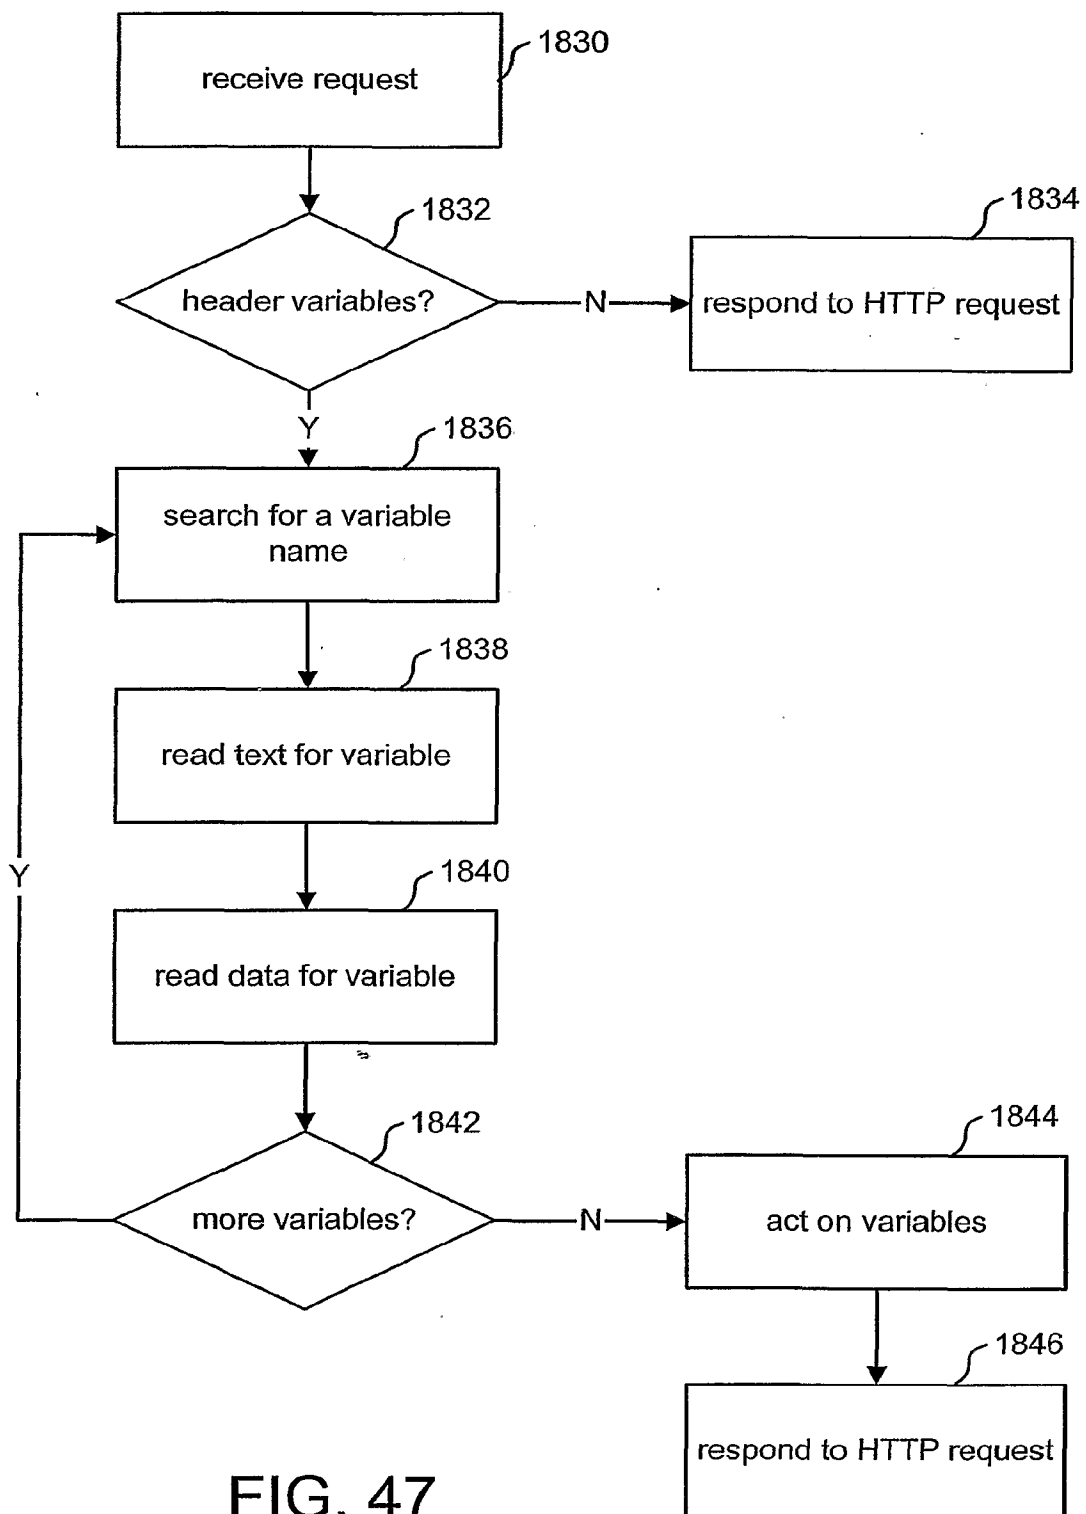 1830
receive request
1832
1834
header variables?
N
respond to HTTP request
Y
1836
search for a variable
name
1838
read text for variable
Y
1840
read data for variable
1842
1844
more variables?
N
act on variables
1846
respond to HTTP request
FIG. 47